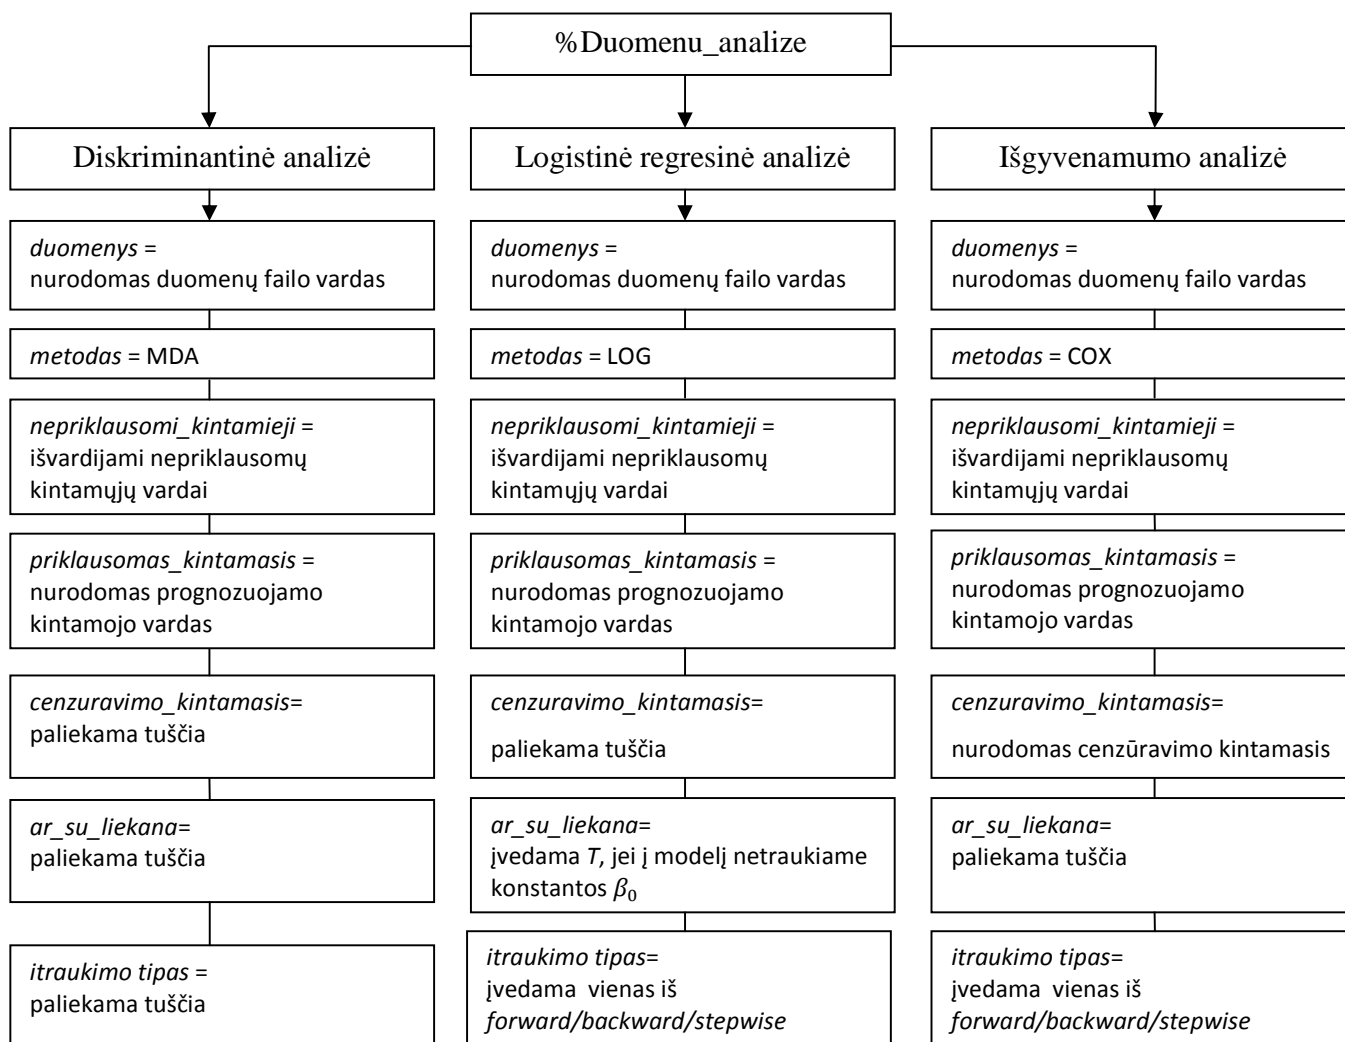 %Duomenu_analize
Diskriminantinė analizė
duomenys =
nurodomas duomenų failo vardas
metodas = MDA
nepriklausomi_kintamieji =
išvardijami nepriklausomų
kintamųjų vardai
priklausomas_kintamasis =
nurodomas prognozuojamo
kintamojo vardas
cenzuravimo_kintamasis=
paliekama tuščia
ar_su_liekana=
paliekama tuščia
itraukimo tipas =
paliekama tuščia
Logistinė regresinė analizė
duomenys =
nurodomas duomenų failo vardas
metodas = LOG
nepriklausomi_kintamieji =
išvardijami nepriklausomų
kintamųjų vardai
priklausomas_kintamasis =
nurodomas prognozuojamo
kintamojo vardas
cenzuravimo_kintamasis=
paliekama tuščia
ar_su_liekana=
įvedama T, jei į modelį netraukiame
konstantos β₀
itraukimo tipas=
įvedama vienas iš
forward/backward/stepwise
Išgyvenamumo analizė
duomenys =
nurodomas duomenų failo vardas
metodas = COX
nepriklausomi_kintamieji =
išvardijami nepriklausomų
kintamųjų vardai
priklausomas_kintamasis =
nurodomas prognozuojamo
kintamojo vardas
cenzuravimo_kintamasis=
nurodomas cenzūravimo kintamasis
ar_su_liekana=
paliekama tuščia
itraukimo tipas=
įvedama vienas iš
forward/backward/stepwise